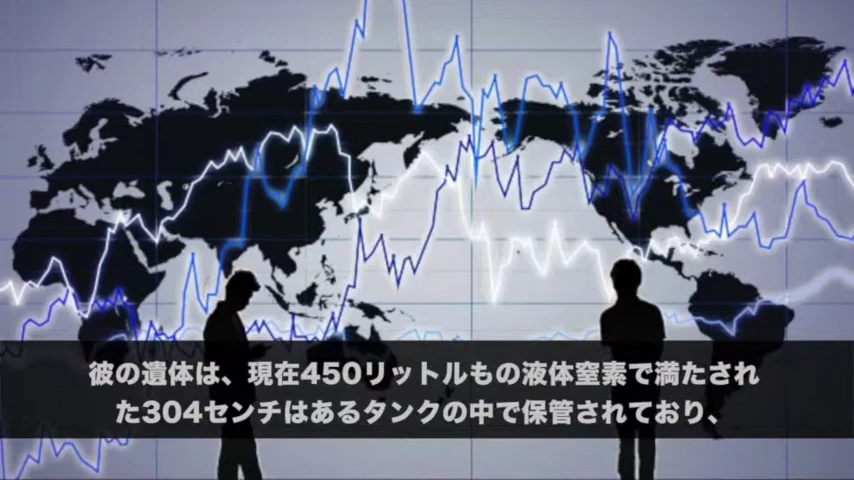 彼の遺体は、現在450リットルもの液体窒素で満たされ
た304センチはあるタンクの中で保管されており、